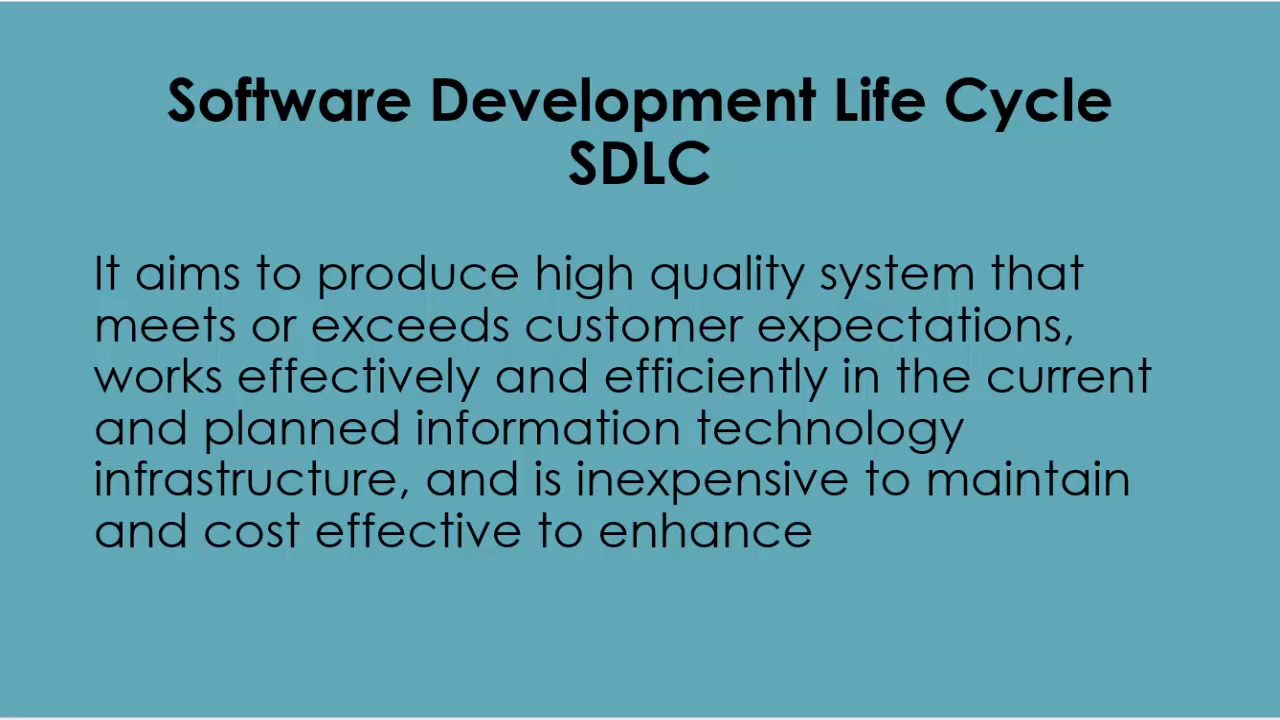 Software Development Life Cycle
SDLC
It aims to produce high quality system that
meets or exceeds customer expectations,
works effectively and efficiently in the current
and planned information technology
infrastructure, and is inexpensive to maintain
and cost effective to enhance